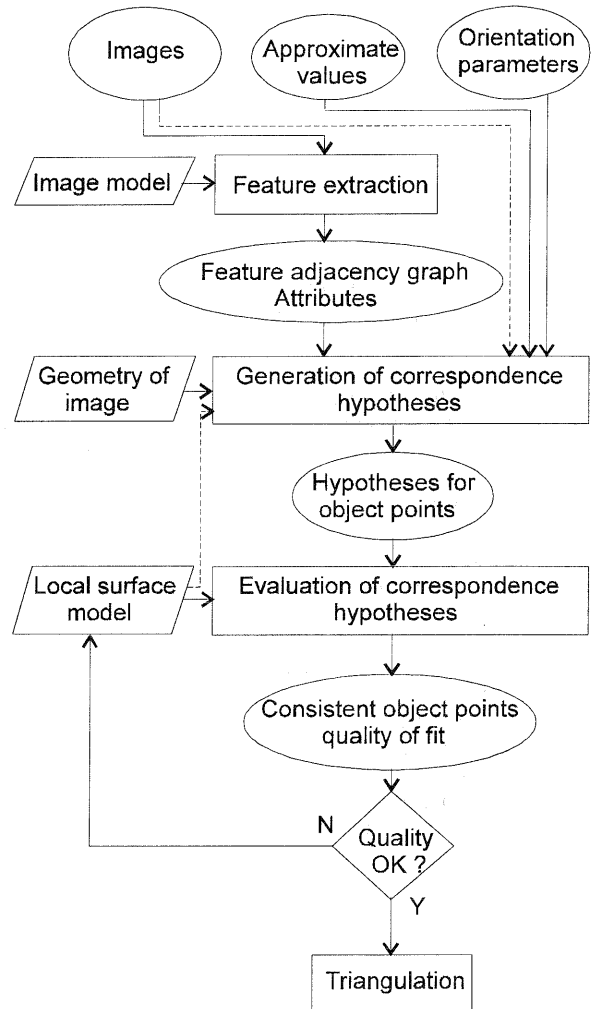 Images
Approximate
values
Orientation
parameters
Image model
Feature extraction
Feature adjacency graph
Attributes
Geometry of
image
Generation of correspondence
hypotheses
Hypotheses for
object points
Local surface
model
Evaluation of correspondence
hypotheses
Consistent object points
quality of fit
N
Quality
OK ?
Y
Triangulation